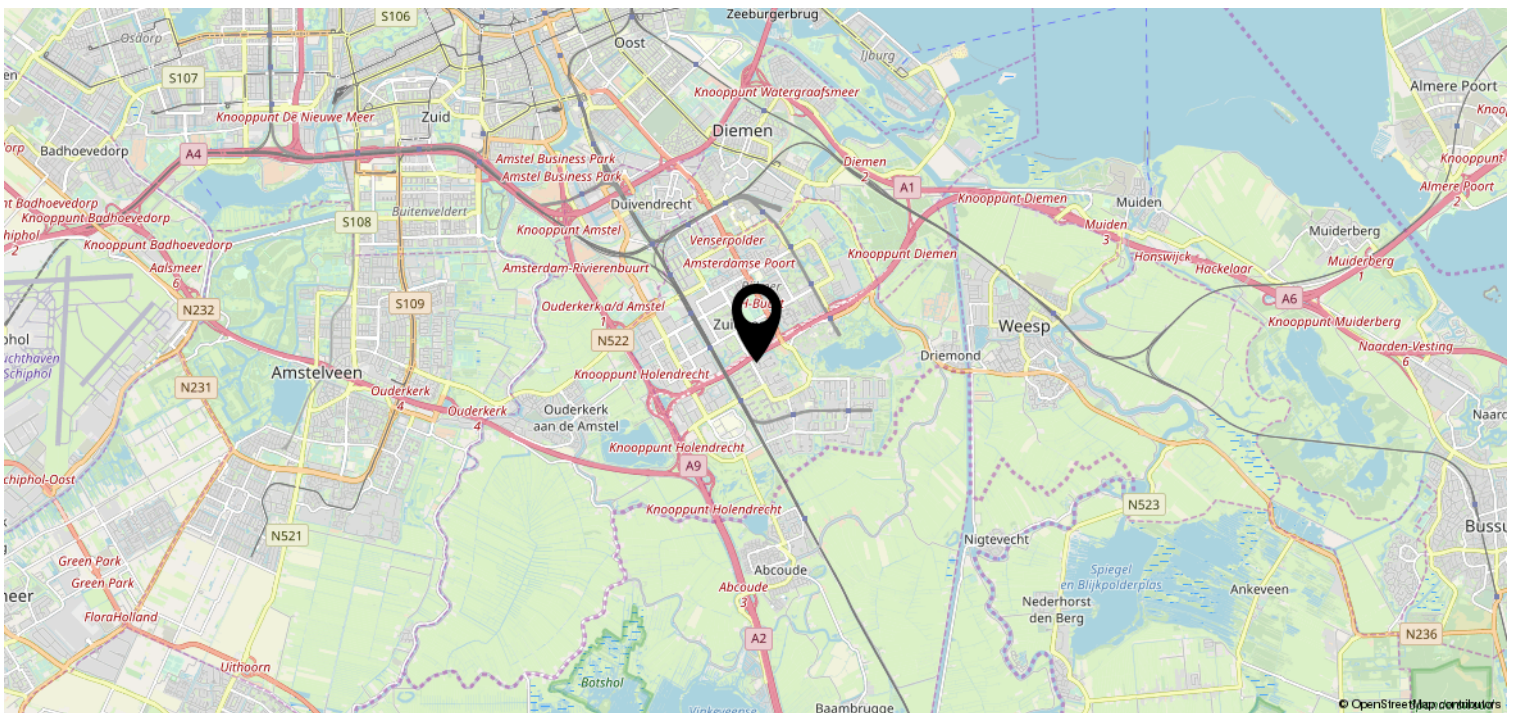 S106
Zeeburgerbrug
Osdorp
Oost
IJburg
S107
Knooppunt Watergraafsmeer
Almere Poort
Knooppunt De Nieuwe Meer
Zuid
Diemen
Badhoevedorp
A4
Amstel Business Park
Amstel Business Park
Diemen
2
A1
Almere Poort
2
Knooppunt Diemen
Muiden
Duivendrecht
Buitenveldert
S108
Knooppunt Badhoevedorp
Knooppunt Amstel
Muiden
3
Muiderberg
Venserpolder
Knooppunt Badhoevedorp
Knooppunt Diemen
Honswijck
Hackelaar
Muiderberg
1
Aalsmeer
6
Amsterdam-Rivierenbuurt
Amsterdamse Poort
A6
S109
Ouderkerk a/d Amstel
1
H-Buurt
N232
Knooppunt Muiderberg
Weesp
N522
Naarden-Vesting
6
Driemond
Schiphol
N231
Amstelveen
Knooppunt Holendrecht
Ouderkerk
4
Ouderkerk
4
Ouderkerk
aan de Amstel
Knooppunt Holendrecht
A9
Knooppunt Holendrecht
N523
N521
Nigtevecht
Green Park
Green Park
Abcoude
Spiegel
en Blijkpolderplas
Ankeveen
Abcoude
3
Nederhorst
den Berg
FloraHolland
A2
N236
Uithoorn
Botshol
Baambrugge
© OpenStreetMap contributors